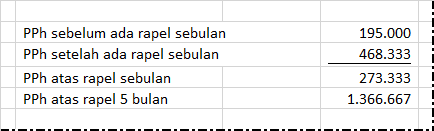 PPh sebelum ada rapel sebulan 195.000
PPh setelah ada rapel sebulan 468.333
PPh atas rapel sebulan 273.333
PPh atas rapel 5 bulan 1.366.667